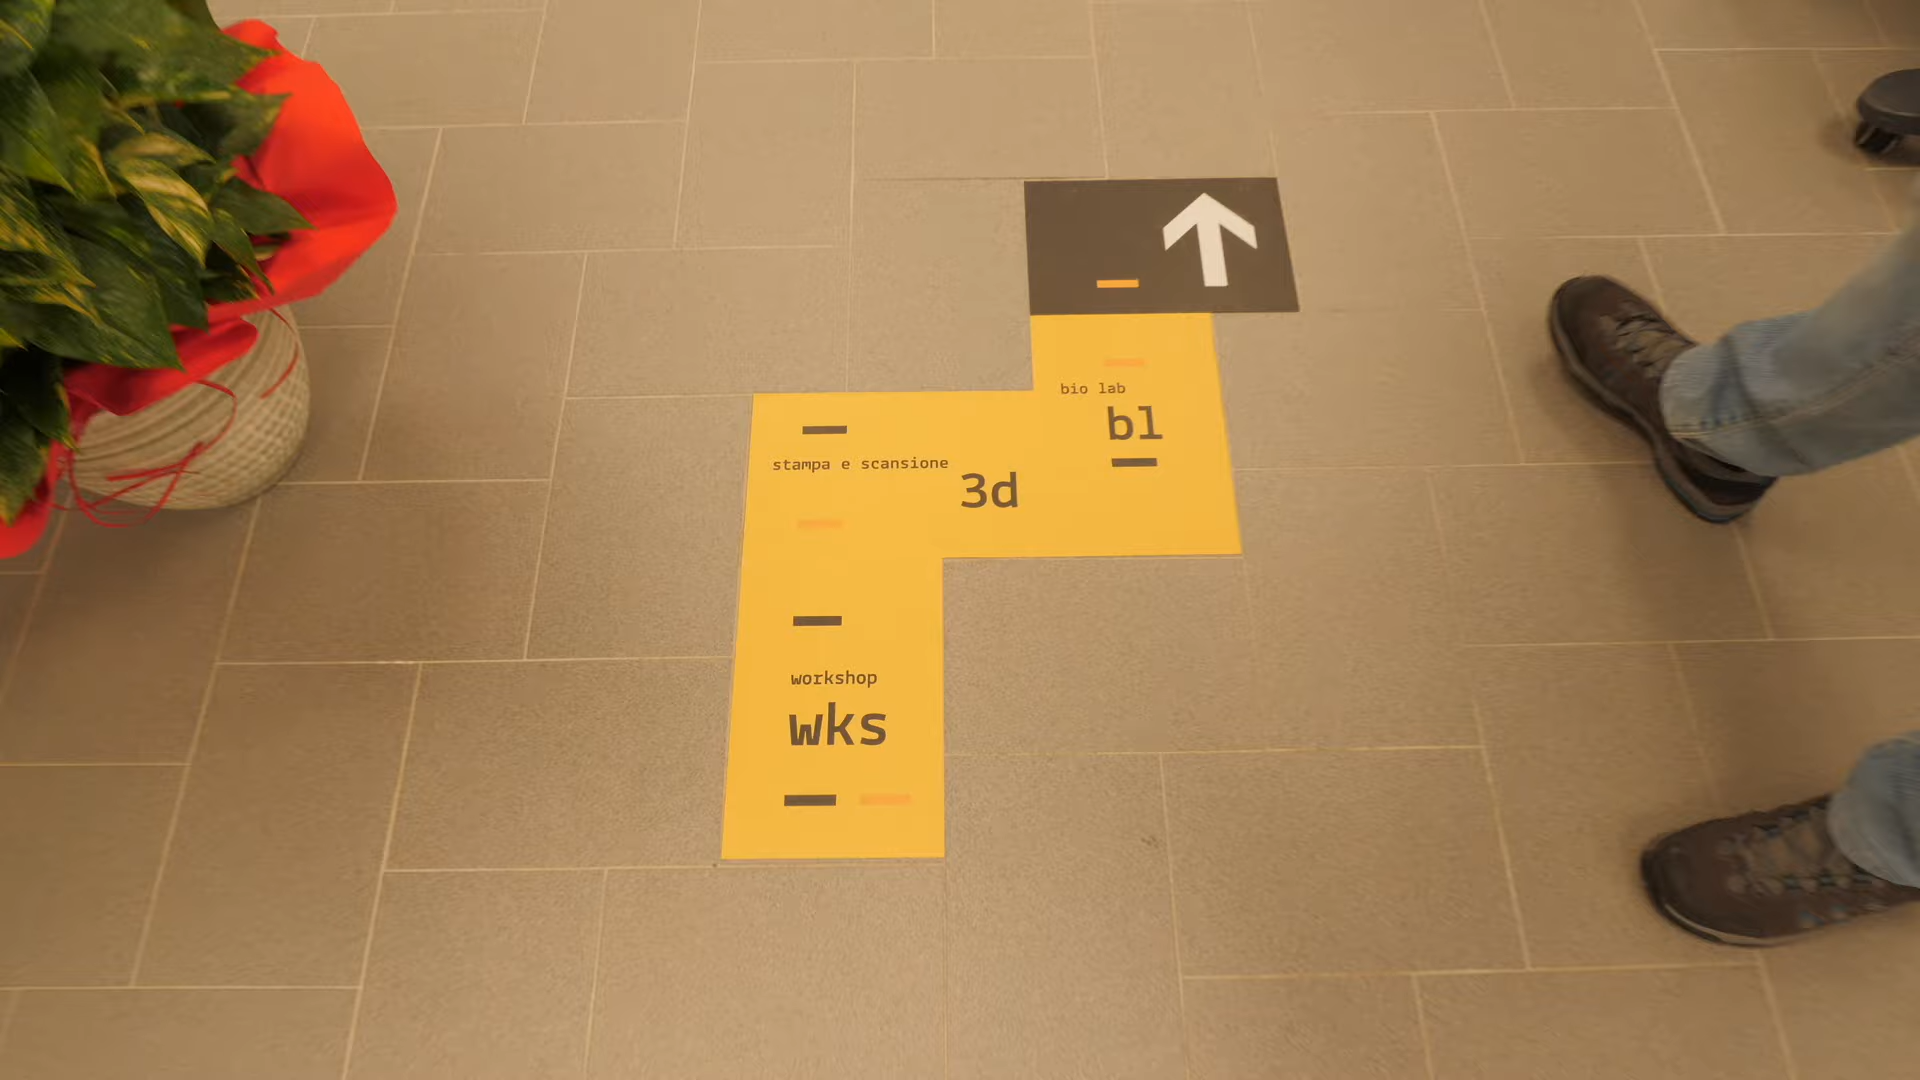 bio lab
bl
stampa e scansione
3d
workshop
wks